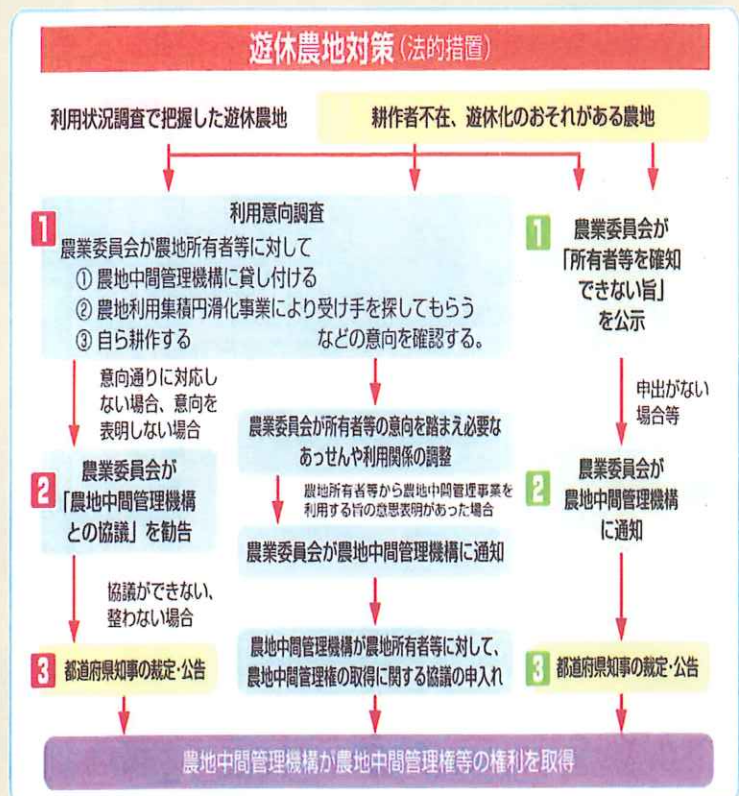 遊休農地対策(法的措置)
利用状況調査で把握した遊休農地
耕作者不在、遊休化のおそれがある農地
1
利用意向調査
農業委員会が農地所有者等に対して
① 農地中間管理機構に貸し付ける
② 農地利用集積円滑化事業により受け手を探してもらう
③ 自ら耕作する などの意向を確認する。
意向通りに対応し
ない場合、意向を
表明しない場合
2
農業委員会が
「農地中間管理機構
との協議」を勧告
協議ができない、
整わない場合
3 都道府県知事の裁定・公告
農業委員会が所有者等の意向を踏まえ必要な
あっせんや利用関係の調整
農地所有者等から農地中間管理事業を
利用する旨の意思表明があった場合
農業委員会が農地中間管理機構に通知
農地中間管理機構が農地所有者等に対して、
農地中間管理権の取得に関する協議の申入れ
1
農業委員会が
「所有者等を確知
できない旨」
を公示
申出がない
場合等
2
農業委員会が
農地中間管理機構
に通知
3 都道府県知事の裁定・公告
農地中間管理機構が農地中間管理権等の権利を取得